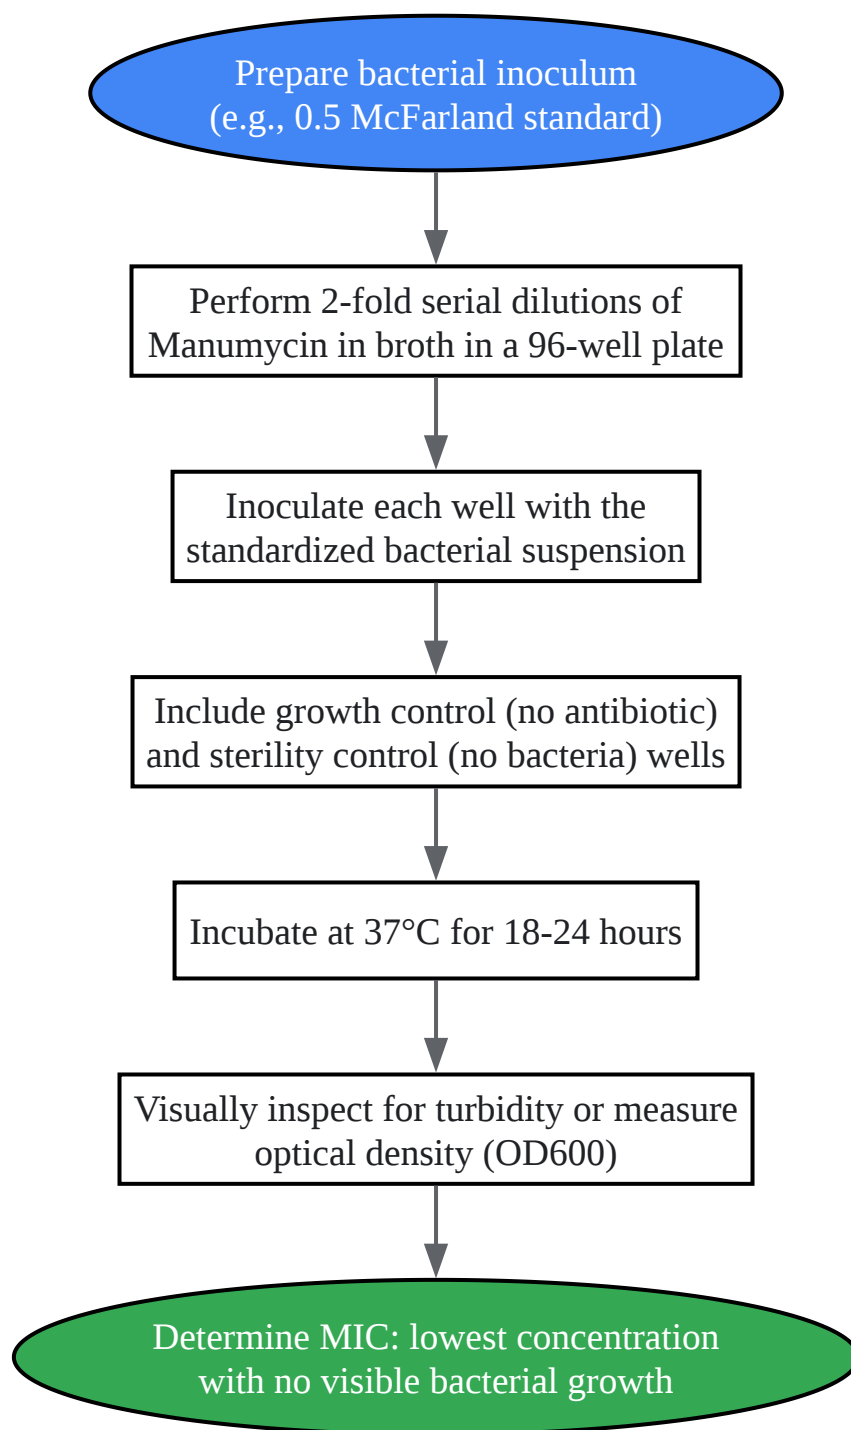 Prepare bacterial inoculum
(e.g., 0.5 McFarland standard)
Perform 2-fold serial dilutions of
Manumycin in broth in a 96-well plate
Inoculate each well with the
standardized bacterial suspension
Include growth control (no antibiotic)
and sterility control (no bacteria) wells
Incubate at 37°C for 18-24 hours
Visually inspect for turbidity or measure
optical density (OD600)
Determine MIC: lowest concentration
with no visible bacterial growth